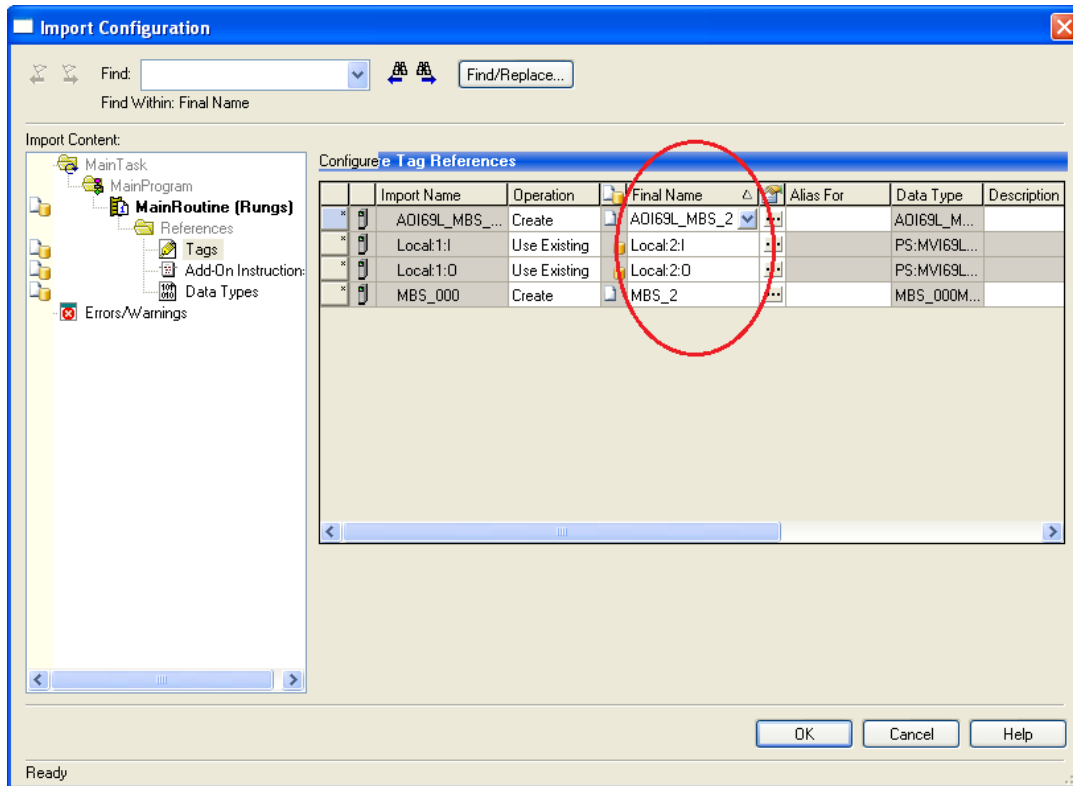 Import Configuration
Find:
Find/Replace...
Find Within: Final Name
Import Content:
MainTask
MainProgram
MainRoutine (Rungs)
References
Tags
Add-On Instruction:
Data Types
Errors/Warnings
Configure Tag References
Import Name Operation Final Name Alias For Data Type Description
AOI69L_MBS_... Create AOI69L_MBS_2 ... AOI69L_M...
Local:1:I Use Existing Local:2:I ... PS:MVI69L...
Local:1:O Use Existing Local:2:O ... PS:MVI69L...
MBS_000 Create MBS_2 ... MBS_000M...
OK Cancel Help
Ready